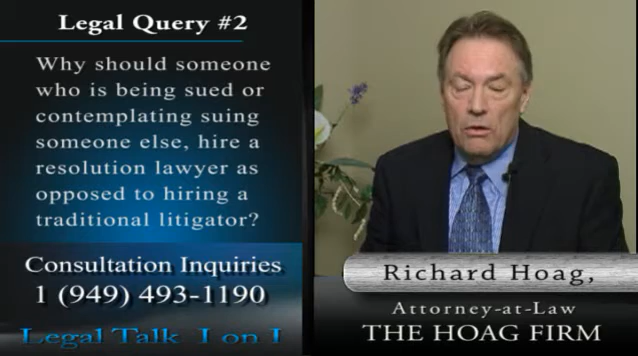 Legal Query #2
Why should someone
who is being sued or
contemplating suing
someone else, hire a
resolution lawyer as
opposed to hiring a
traditional litigator?
Consultation Inquiries
1 (949) 493-1190
Legal Talk 1 on 1
Richard Hoag,
Attorney-at-Law
THE HOAG FIRM